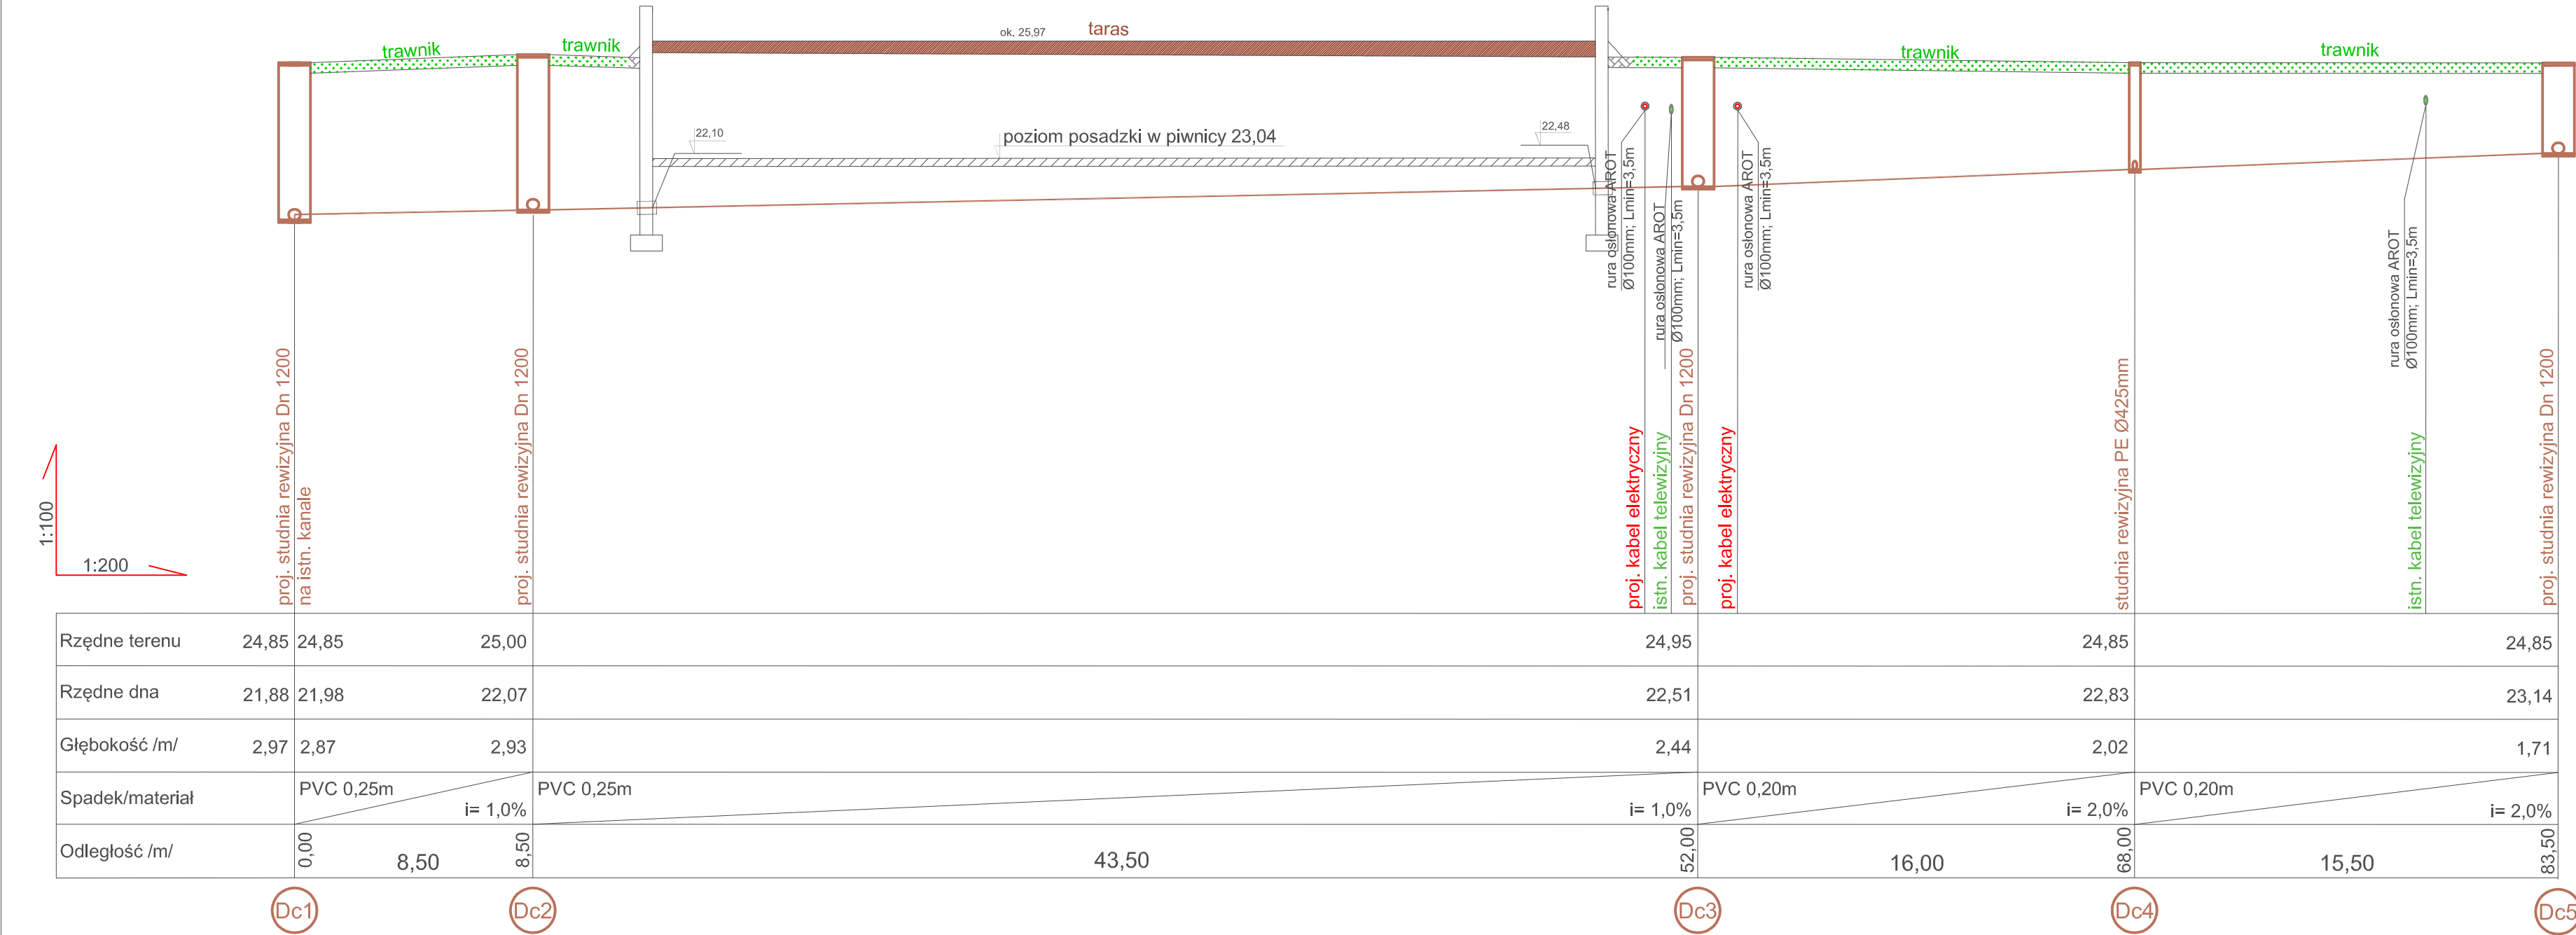 ok. 25,97
taras
trawnik
trawnik
trawnik
trawnik
22,10
poziom posadzki w piwnicy 23,04
22,48
rura osłonowa AROT
Ø100mm; Lmin=3,5m
rura osłonowa AROT
Ø100mm; Lmin=3,5m
rura osłonowa AROT
Ø100mm; Lmin=3,5m
rura osłonowa AROT
Ø100mm; Lmin=3,5m
1:100
1:200
proj. studnia rewizyjna Dn 1200
na istn. kanale
proj. studnia rewizyjna Dn 1200
proj. kabel elektryczny
istn. kabel telewizyjny
proj. studnia rewizyjna Dn 1200
proj. kabel elektryczny
studnia rewizyjna PE Ø425mm
istn. kabel telewizyjny
proj. studnia rewizyjna Dn 1200
Rzędne terenu 24,85 24,85 25,00 24,95 24,85 24,85
Rzędne dna 21,88 21,98 22,07 22,51 22,83 23,14
Głębokość /m/ 2,97 2,87 2,93 2,44 2,02 1,71
Spadek/materiał PVC 0,25m i= 1,0% PVC 0,25m i= 1,0% PVC 0,20m i= 2,0% PVC 0,20m i= 2,0%
Odległość /m/ 0,00 8,50 8,50 43,50 52,00 16,00 68,00 15,50 83,50
Dc1 Dc2 Dc3 Dc4 Dc5